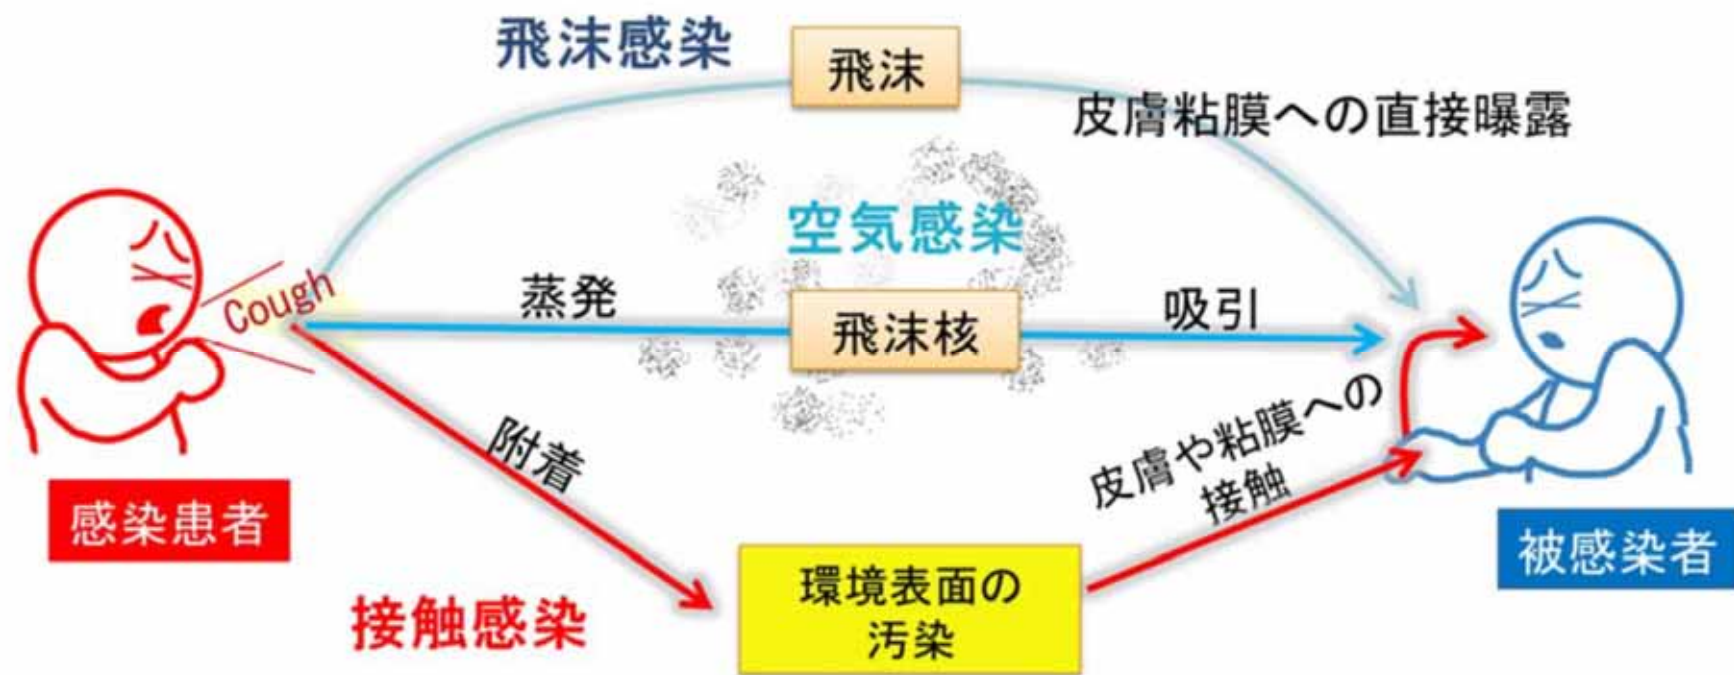 飛沫感染
飛沫
皮膚粘膜への直接曝露
空気感染
Cough
蒸発
飛沫核
吸引
附着
皮膚や粘膜への
接触
感染患者
被感染者
接触感染
環境表面の
汚染